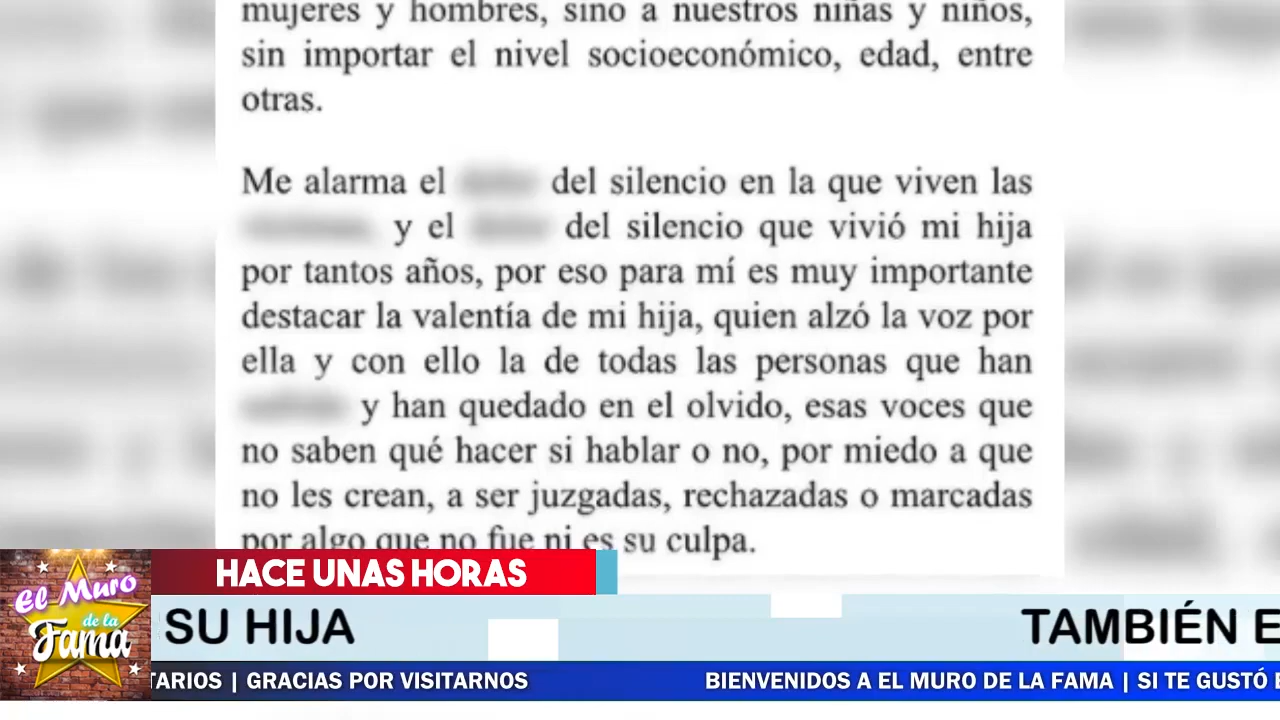 mujeres y hombres, sino a nuestros niñas y niños,
sin importar el nivel socioeconómico, edad, entre
otras.
Me alarma el del silencio en la que viven las
y el del silencio que vivió mi hija
por tantos años, por eso para mí es muy importante
destacar la valentía de mi hija, quien alzó la voz por
ella y con ello la de todas las personas que han
y han quedado en el olvido, esas voces que
no saben qué hacer si hablar o no, por miedo a que
no les crean, a ser juzgadas, rechazadas o marcadas
por algo que no fue ni es su culpa.
HACE UNAS HORAS
El Muro
de la
Fama
SU HIJA TAMBIÉN E
TARIOS | GRACIAS POR VISITARNOS BIENVENIDOS A EL MURO DE LA FAMA | SI TE GUSTÓ E